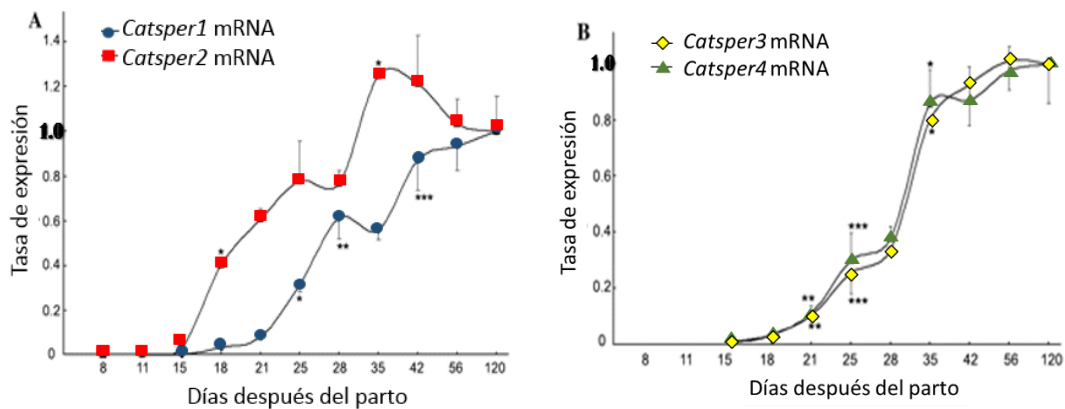 A
Catsper1 mRNA
Catsper2 mRNA
Tasa de expresión
1.4
1.2
1.0
0.8
0.6
0.4
0.2
0
*
*
*
**
***
8 11 15 18 21 25 28 35 42 56 120
Días después del parto
B
Catsper3 mRNA
Catsper4 mRNA
Tasa de expresión
1.0
0.8
0.6
0.4
0.2
0
*
*
***
***
**
**
8 11 15 18 21 25 28 35 42 56 120
Días después del parto